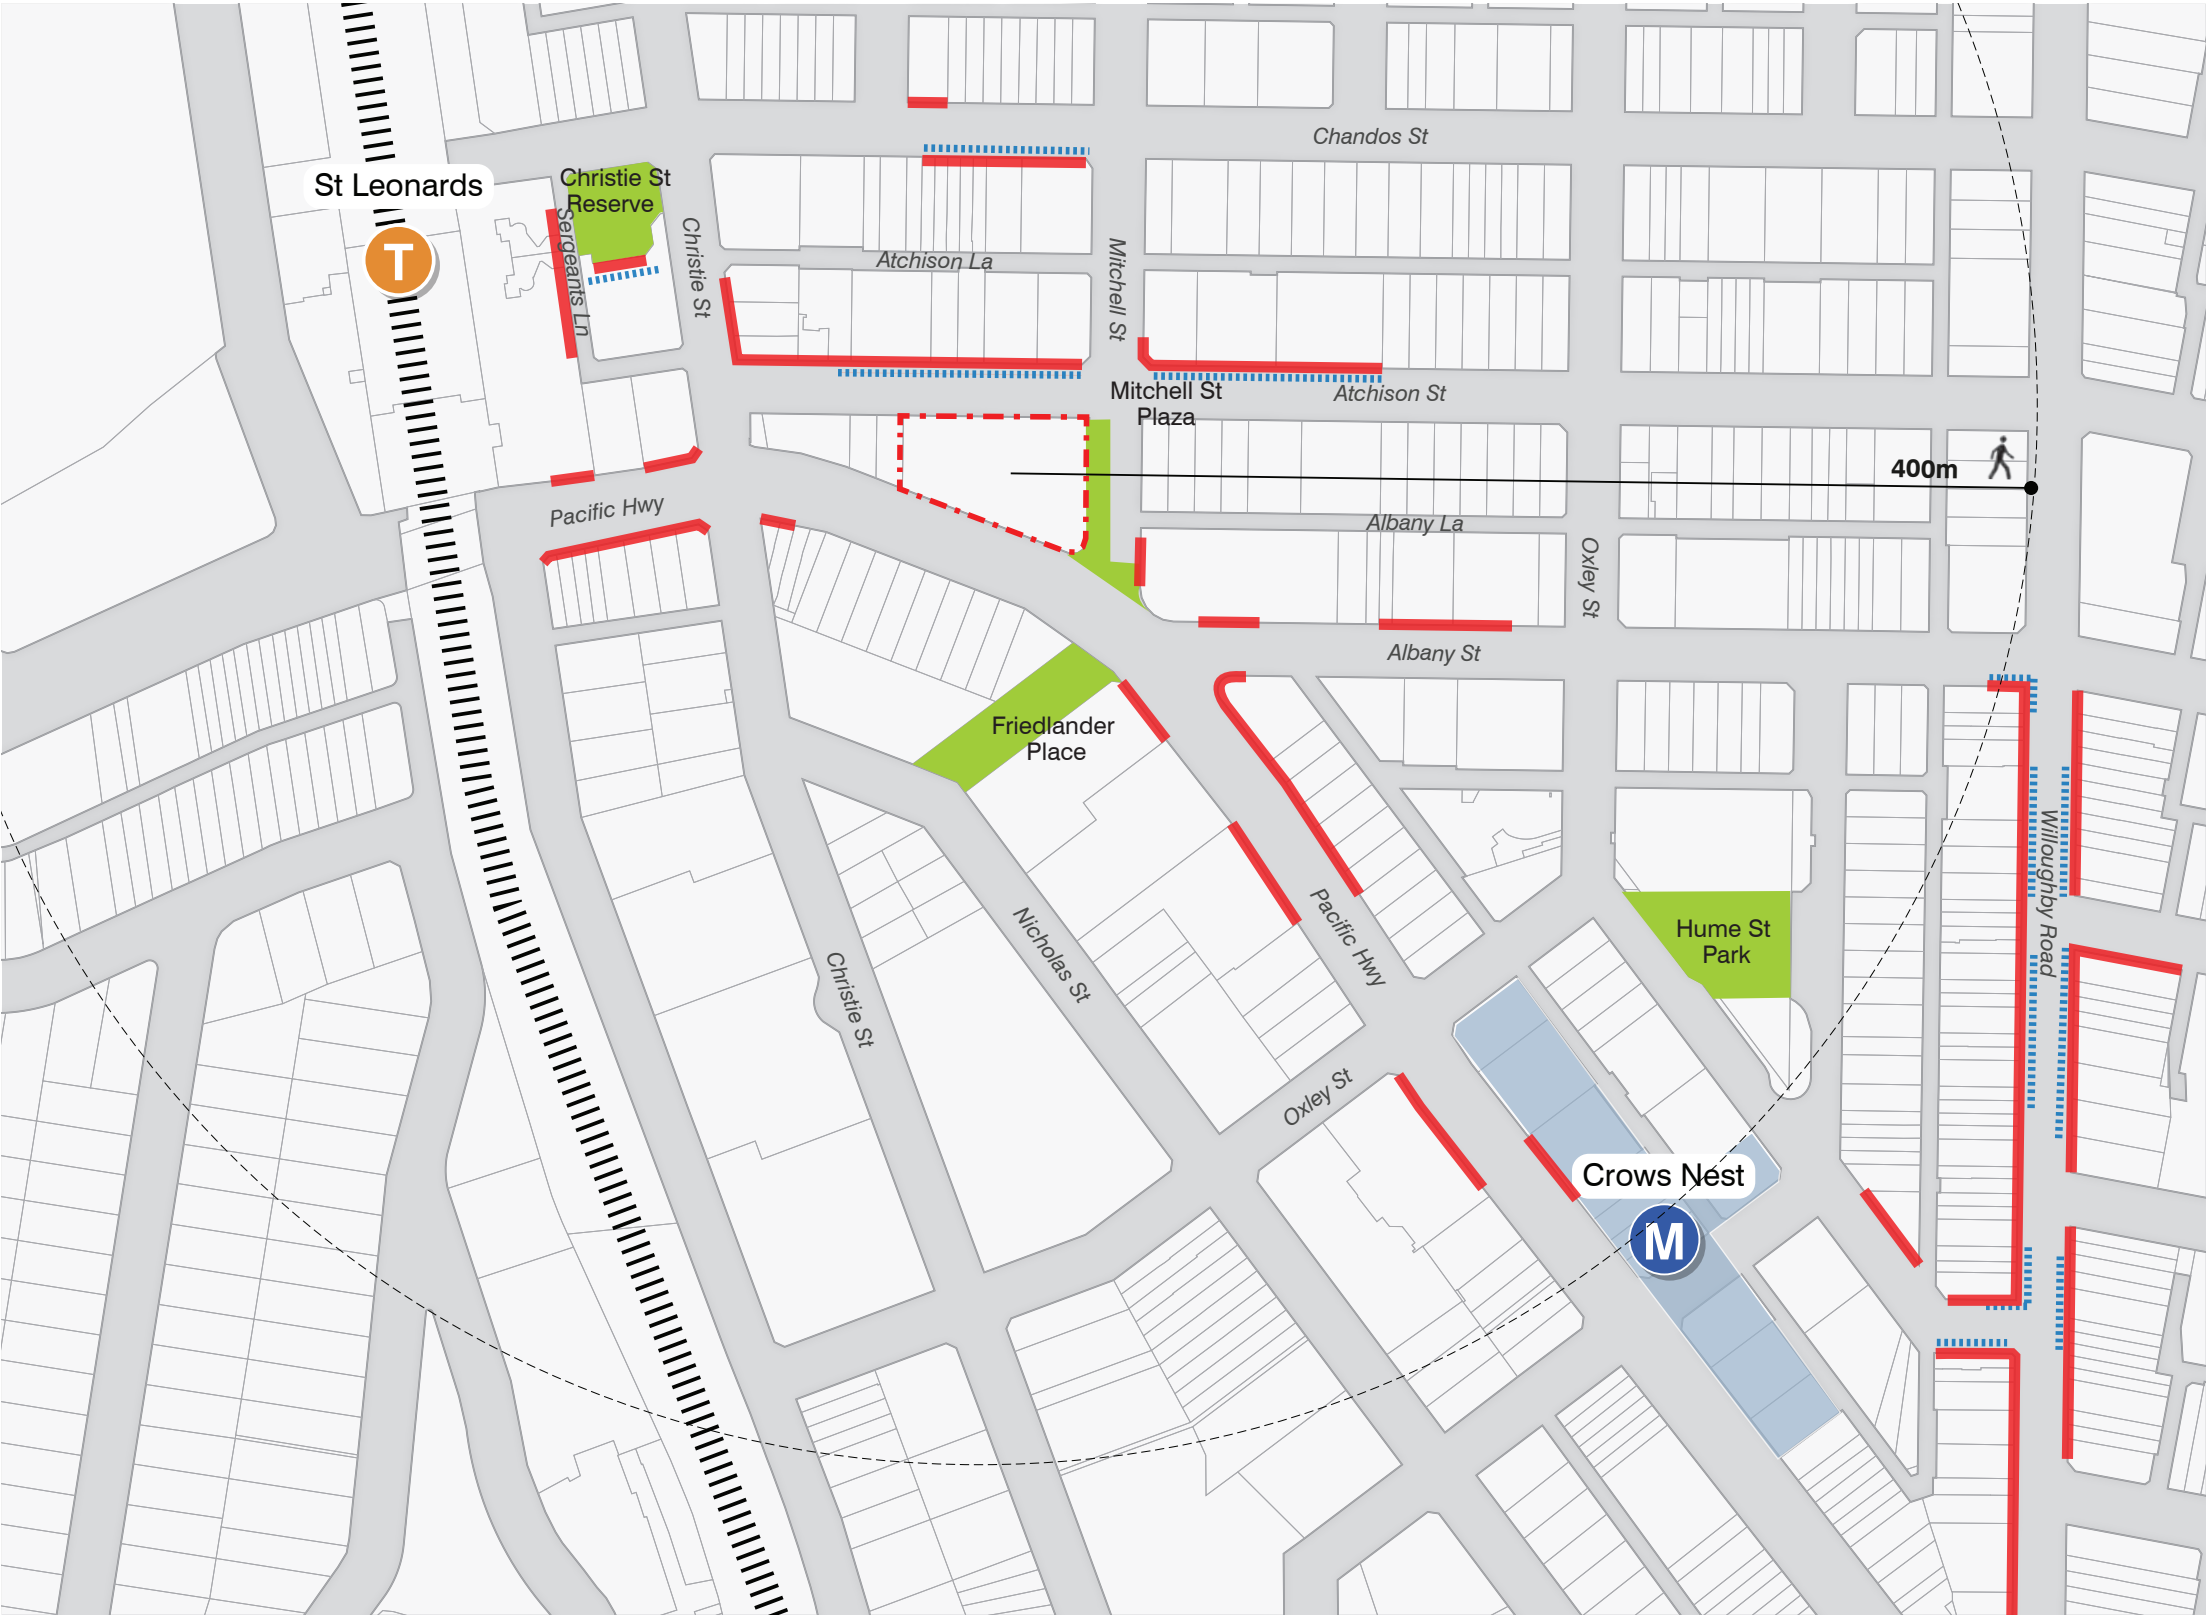 Chandos St
St Leonards
T
Christie St
Reserve
Sergeants Ln
Christie St
Atchison La
Mitchell St
Mitchell St
Plaza
Atchison St
400m
Pacific Hwy
Albany La
Oxley St
Albany St
Friedlander
Place
Willoughby Road
Hume St
Park
Pacific Hwy
Nicholas St
Christie St
Oxley St
Crows Nest
M